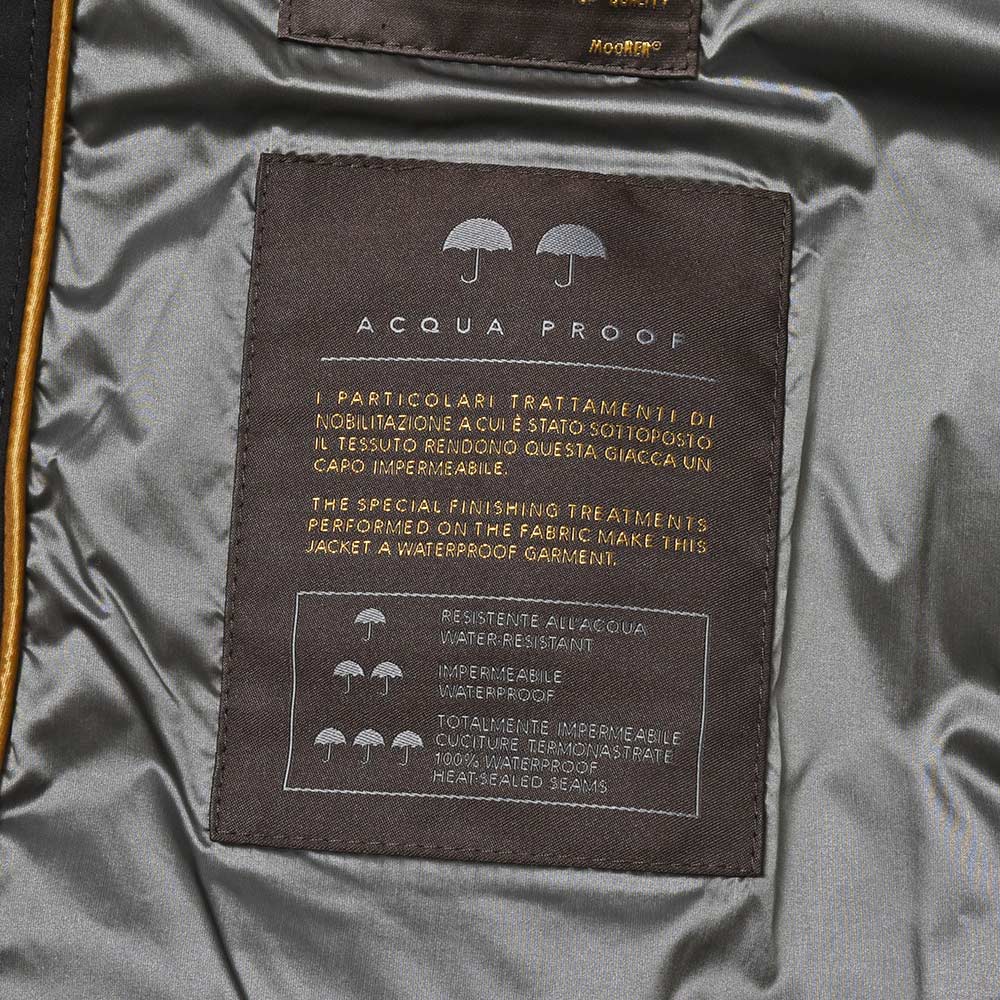 QUALITY
MOORER®
ACQUA PROOF
I PARTICOLARI TRATTAMENTI DI
NOBILITAZIONE A CUI È STATO SOTTOPOSTO
IL TESSUTO RENDONO QUESTA GIACCA UN
CAPO IMPERMEABILE.
THE SPECIAL FINISHING TREATMENTS
PERFORMED ON THE FABRIC MAKE THIS
JACKET A WATERPROOF GARMENT.
RESISTENTE ALL'ACQUA
WATER-RESISTANT
IMPERMEABILE
WATERPROOF
TOTALMENTE IMPERMEABILE
CUCITURE TERMONASTRATE
100% WATERPROOF
HEAT-SEALED SEAMS